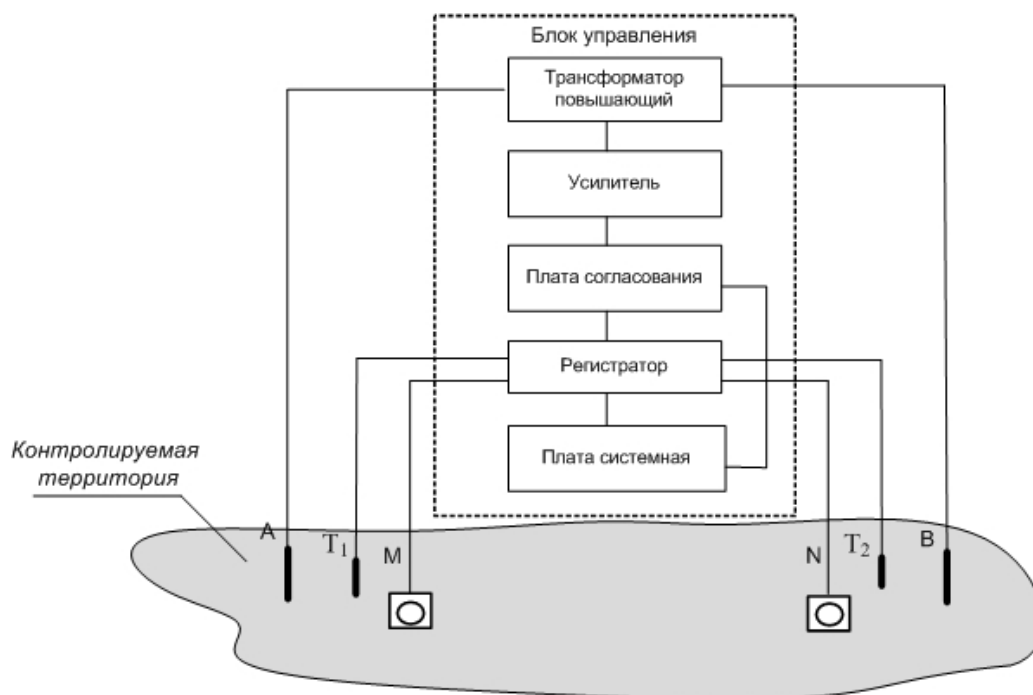 Блок управления
Трансформатор
повышающий
Усилитель
Плата согласования
Регистратор
Плата системная
Контролируемая
территория
A
T1
M
N
T2
B